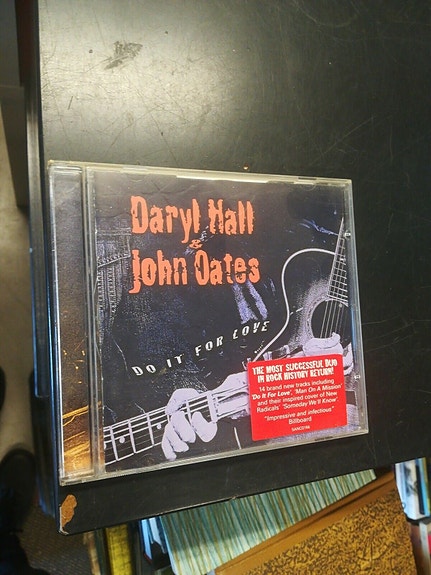 Daryl Hall
&
John Oates
DO IT FOR LOVE
THE MOST SUCCESSFUL DUO
IN ROCK HISTORY RETURN!
14 brand new tracks including
'Do It For Love', 'Man On A Mission'
and their inspired cover of New
Radicals 'Someday We'll Know'.
"Impressive and infectious"
Billboard